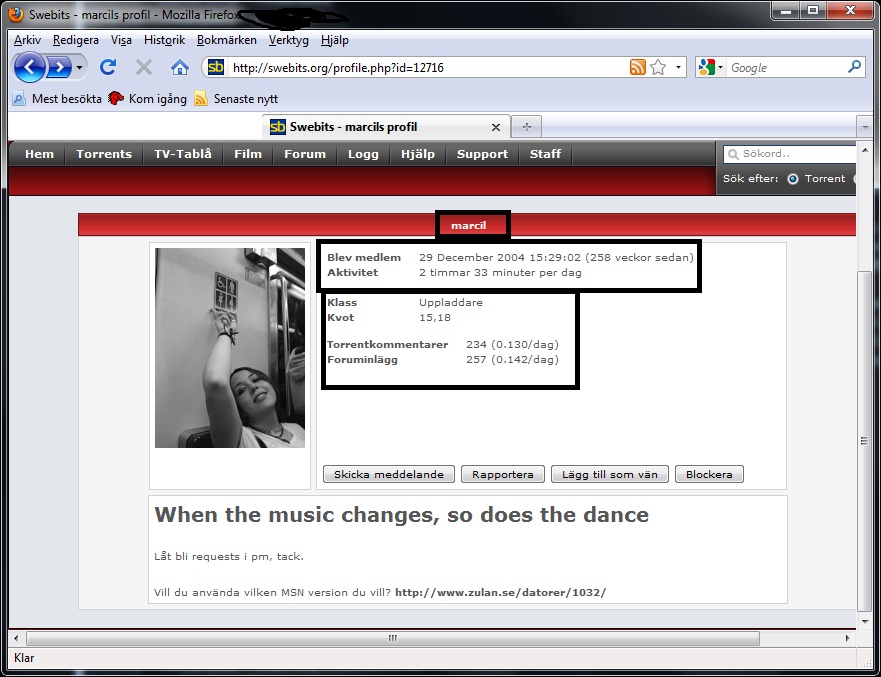 Swebits - marcils profil - Mozilla Firefox
Arkiv Redigera Visa Historik Bokmärken Verktyg Hjälp
sb http://swebits.org/profile.php?id=12716 Google
Mest besökta Kom igång Senaste nytt
sb Swebits - marcils profil
Hem Torrents TV-Tablå Film Forum Logg Hjälp Support Staff
Sökord..
Sök efter: Torrent
marcil
Blev medlem 29 December 2004 15:29:02 (258 veckor sedan)
Aktivitet 2 timmar 33 minuter per dag
Klass Uppladdare
Kvot 15,18
Torrentkommentarer 234 (0.130/dag)
Foruminlägg 257 (0.142/dag)
Skicka meddelande Rapportera Lägg till som vän Blockera
When the music changes, so does the dance
Låt bli requests i pm, tack.
Vill du använda vilken MSN version du vill? http://www.zulan.se/datorer/1032/
Klar